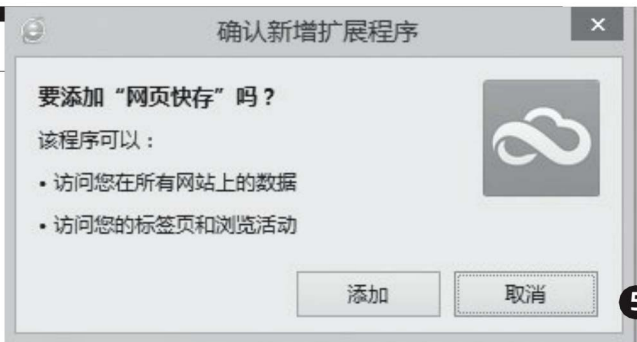 确认新增扩展程序
×
要添加“网页快存”吗？
该程序可以：
• 访问您在所有网站上的数据
• 访问您的标签页和浏览活动
添加
取消
5